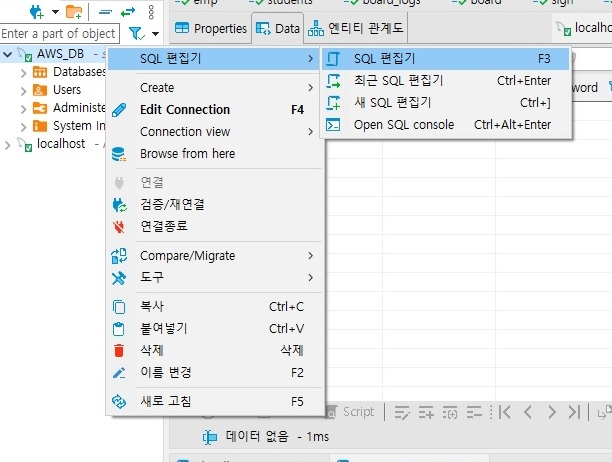 emp students board_logs board sign
Properties Data 엔티티 관계도 localho
Enter a part of object
AWS_DB
Databases
Users
Administe
System In
localhost
SQL 편집기
Create
Edit Connection F4
Connection view
Browse from here
연결
검증/재연결
연결종료
Compare/Migrate
도구
복사 Ctrl+C
붙여넣기 Ctrl+V
삭제 삭제
이름 변경 F2
새로 고침 F5
SQL 편집기 F3
최근 SQL 편집기 Ctrl+Enter
새 SQL 편집기 Ctrl+]
Open SQL console Ctrl+Alt+Enter
word
Script
데이터 없음 - 1ms